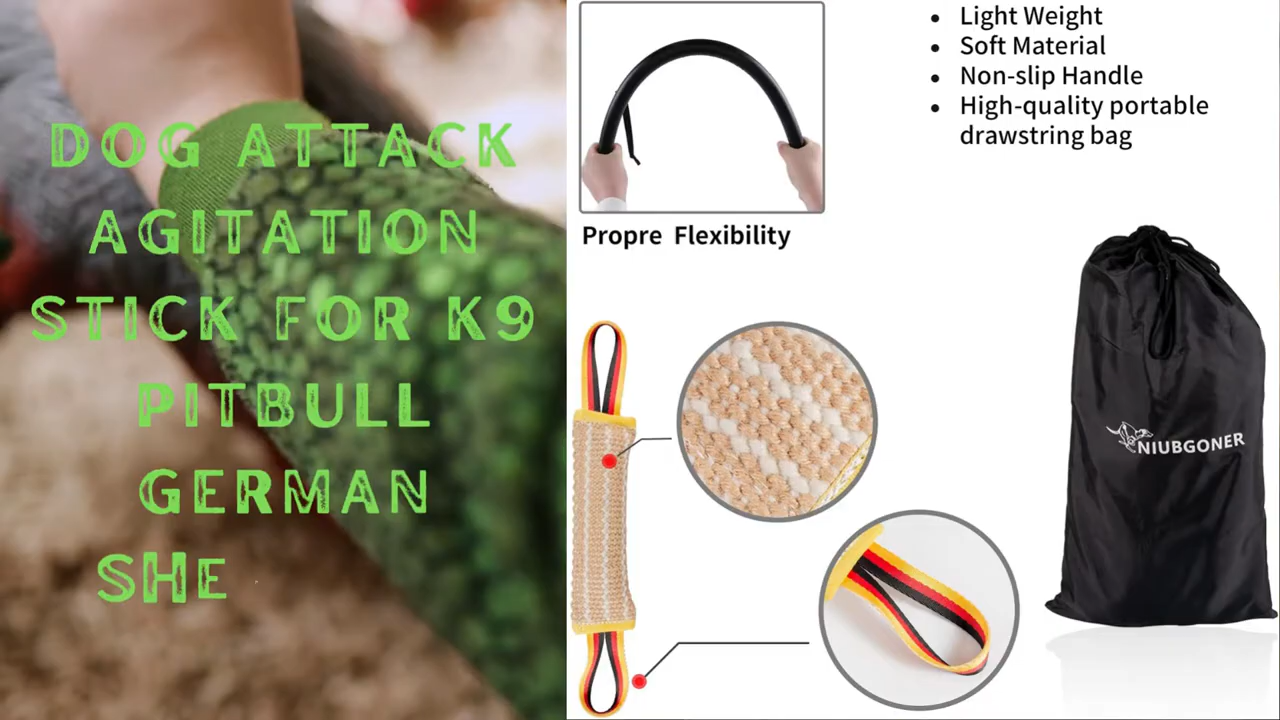 DOG ATTACK
AGITATION
STICK FOR K9
PITBULL
GERMAN
SHE
Propre Flexibility
Light Weight
Soft Material
Non-slip Handle
High-quality portable
drawstring bag
NIUBGONER